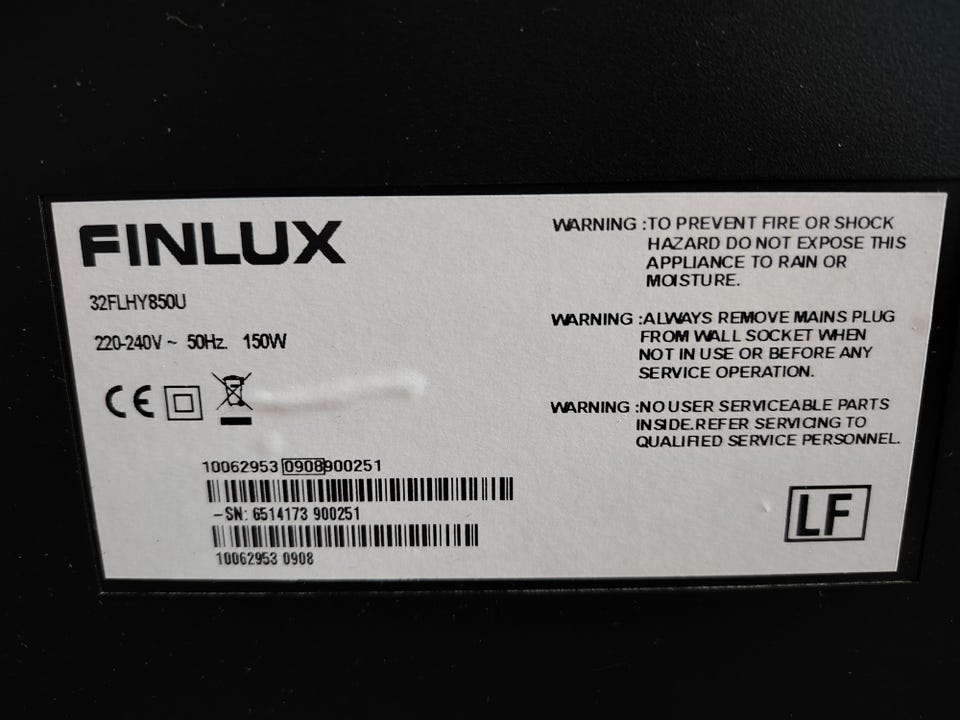 FINLUX
32FLHY850U
220-240V ~ 50Hz. 150W
CE
10062953 0908900251
-SN: 6514173 900251
10062953 0908
WARNING :TO PREVENT FIRE OR SHOCK
HAZARD DO NOT EXPOSE THIS
APPLIANCE TO RAIN OR
MOISTURE.
WARNING :ALWAYS REMOVE MAINS PLUG
FROM WALL SOCKET WHEN
NOT IN USE OR BEFORE ANY
SERVICE OPERATION.
WARNING :NO USER SERVICEABLE PARTS
INSIDE.REFER SERVICING TO
QUALIFIED SERVICE PERSONNEL.
LF